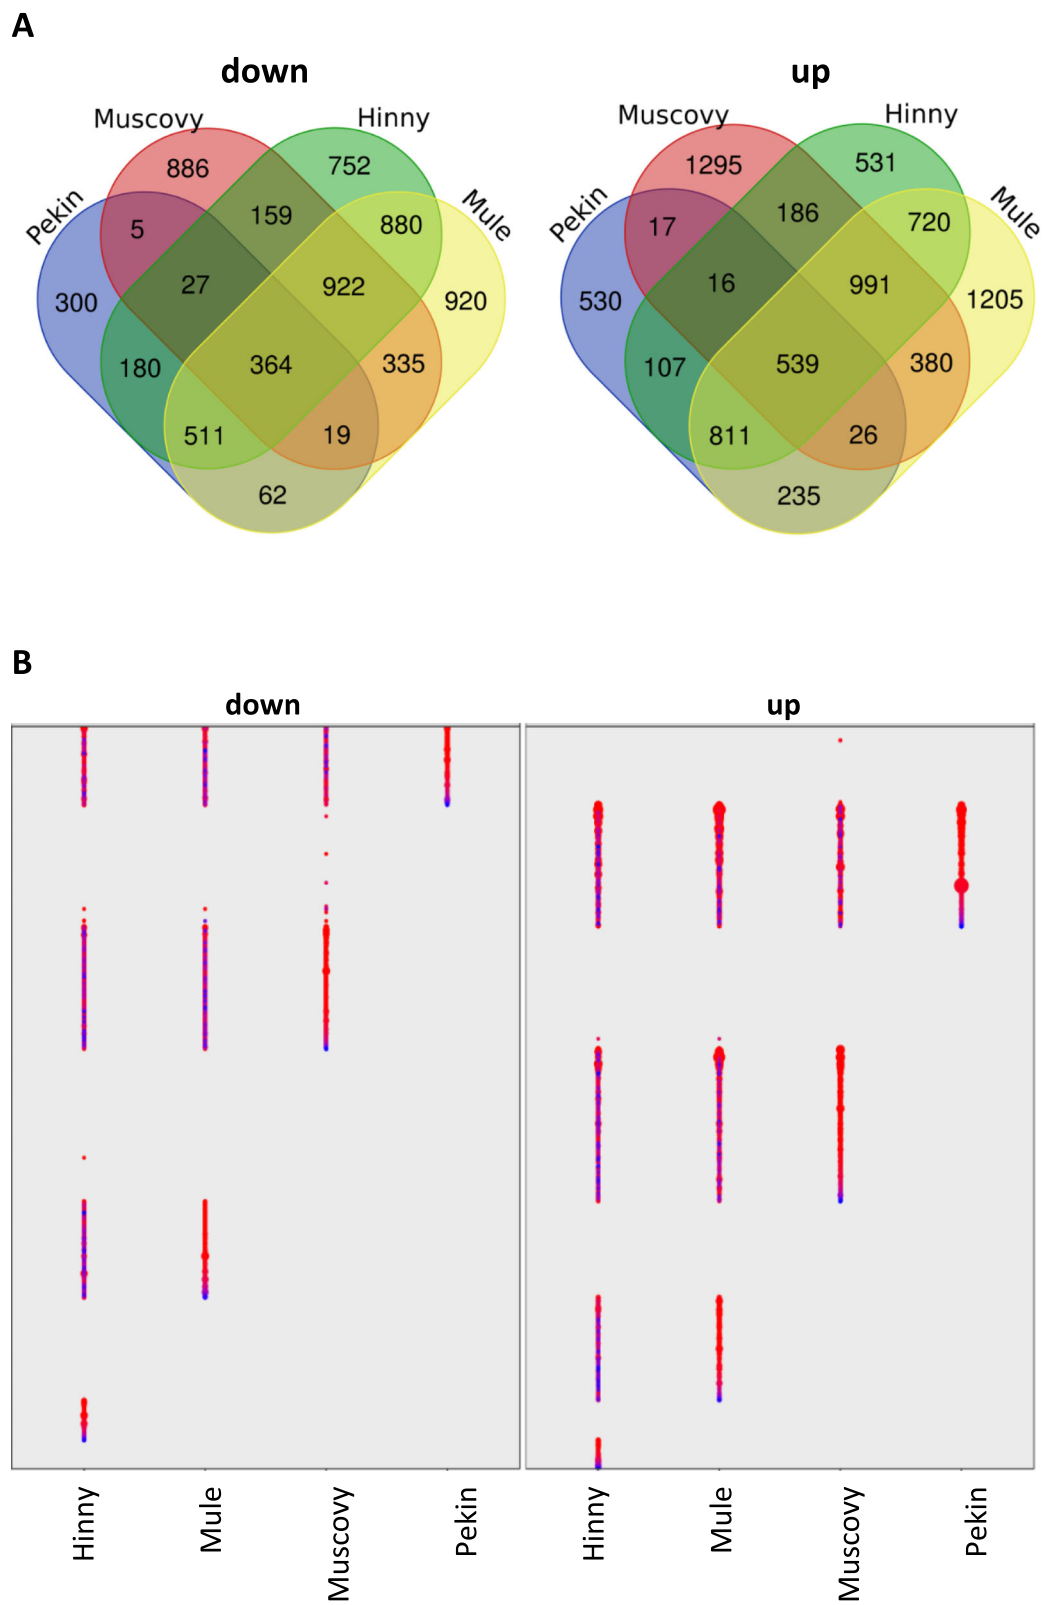 A
down up
Muscovy Hinny Muscovy Hinny
886 752 1295 531
Pekin 5 159 880 Mule Pekin 17 186 720 Mule
27 922 16 991
300 920 530 1205
180 364 335 107 539 380
511 19 811 26
62 235
B
down up
Hinny Mule Muscovy Pekin Hinny Mule Muscovy Pekin